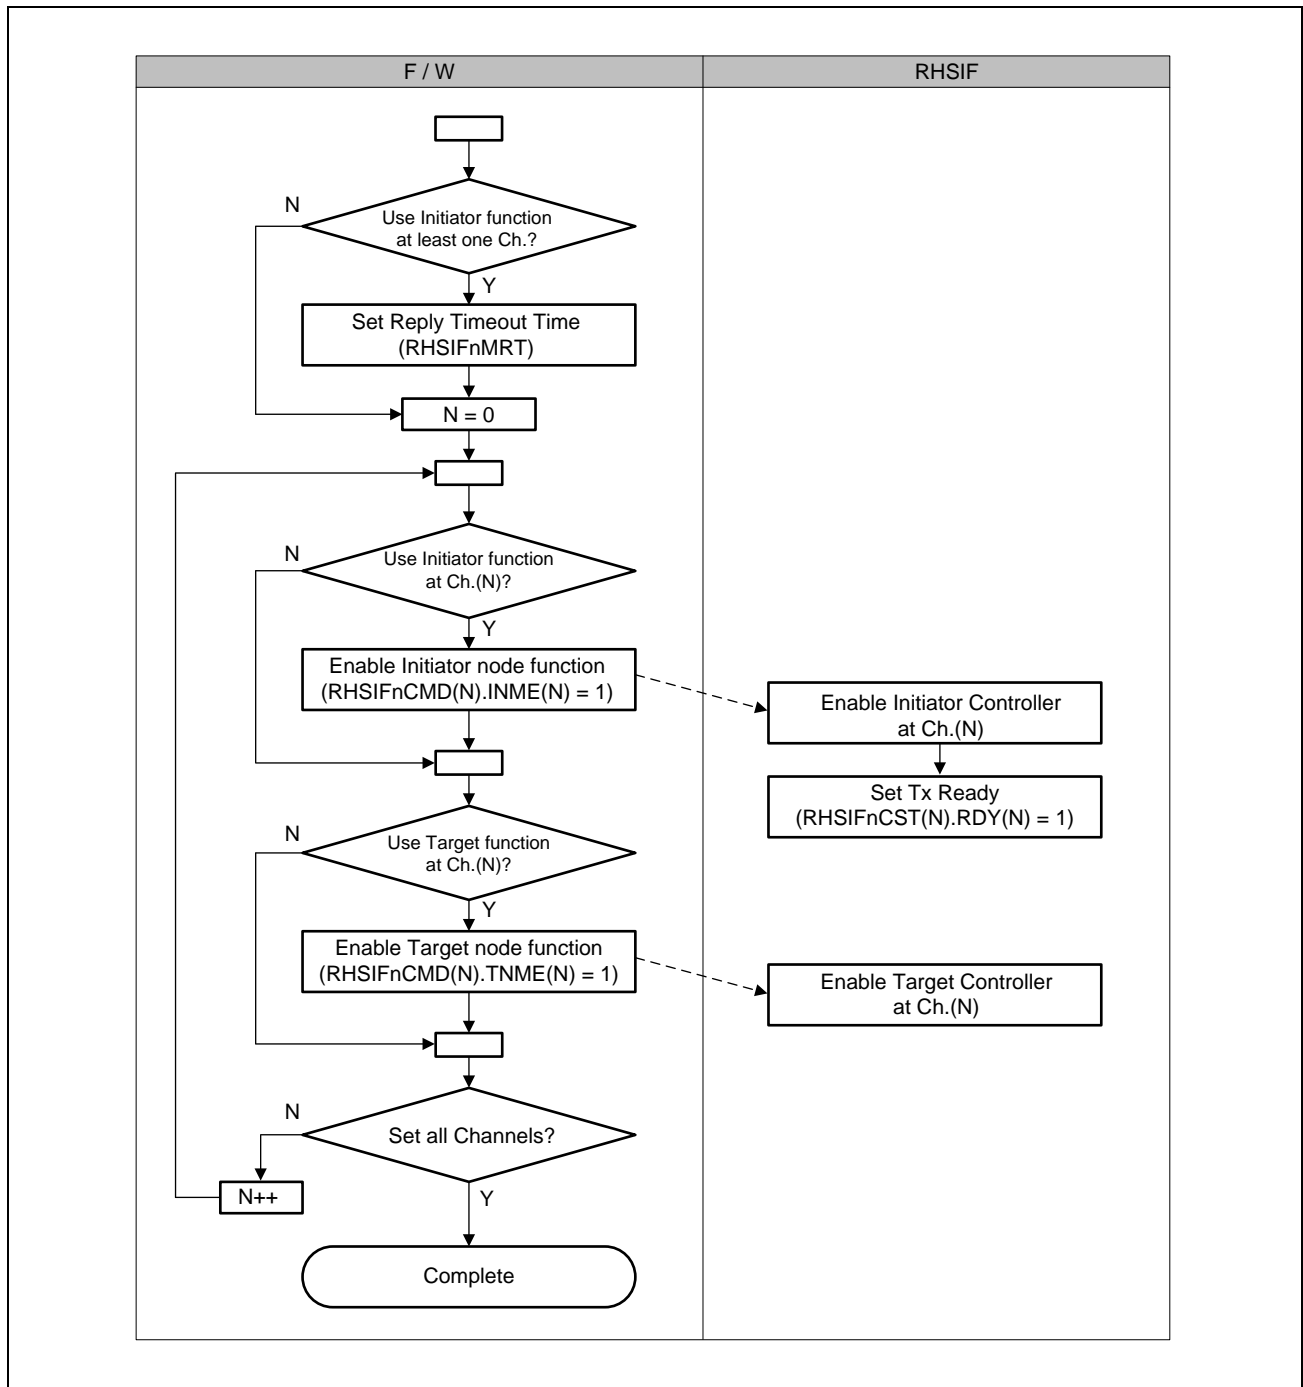 F / W
RHSIF
N
Use Initiator function
at least one Ch.?
Y
Set Reply Timeout Time
(RHSIFnMRT)
N = 0
N
Use Initiator function
at Ch.(N)?
Y
Enable Initiator node function
(RHSIFnCMD(N).INME(N) = 1)
Enable Initiator Controller
at Ch.(N)
Set Tx Ready
(RHSIFnCST(N).RDY(N) = 1)
N
Use Target function
at Ch.(N)?
Y
Enable Target node function
(RHSIFnCMD(N).TNME(N) = 1)
Enable Target Controller
at Ch.(N)
N
Set all Channels?
N++
Y
Complete